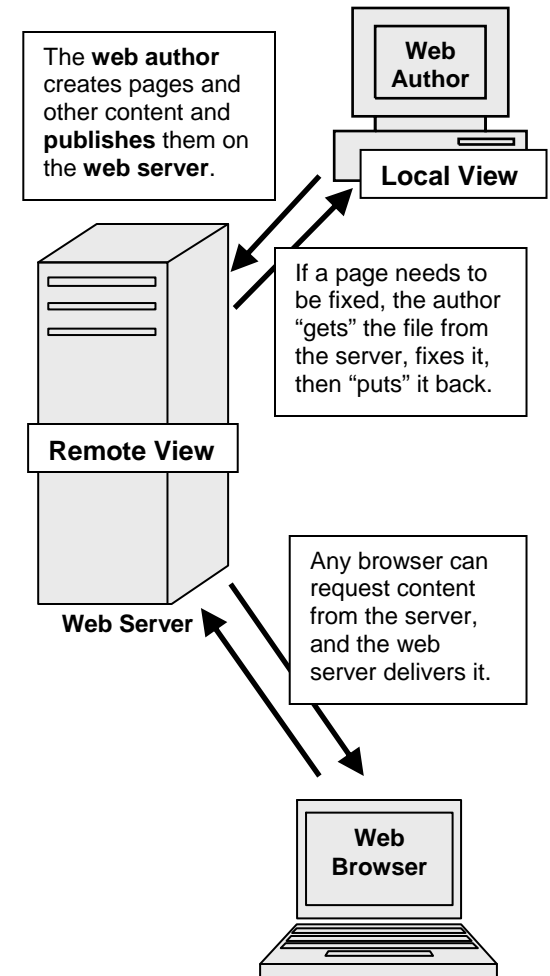 The web author
creates pages and
other content and
publishes them on
the web server.
Web
Author
Local View
If a page needs to
be fixed, the author
“gets” the file from
the server, fixes it,
then “puts” it back.
Remote View
Web Server
Any browser can
request content
from the server,
and the web
server delivers it.
Web
Browser